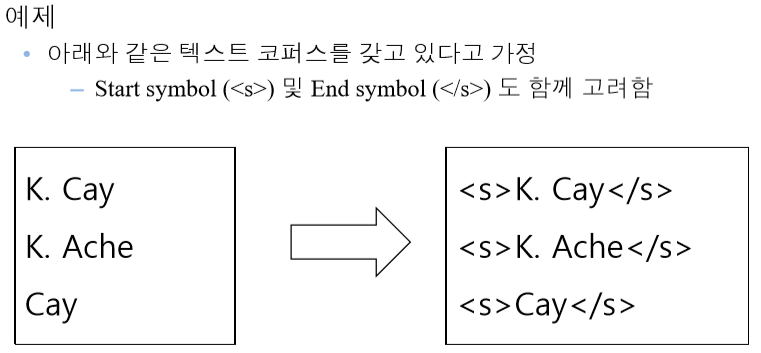 예제
• 아래와 같은 텍스트 코퍼스를 갖고 있다고 가정
– Start symbol (<s>) 및 End symbol (</s>) 도 함께 고려함
K. Cay
K. Ache
Cay
<s>K. Cay</s>
<s>K. Ache</s>
<s>Cay</s>